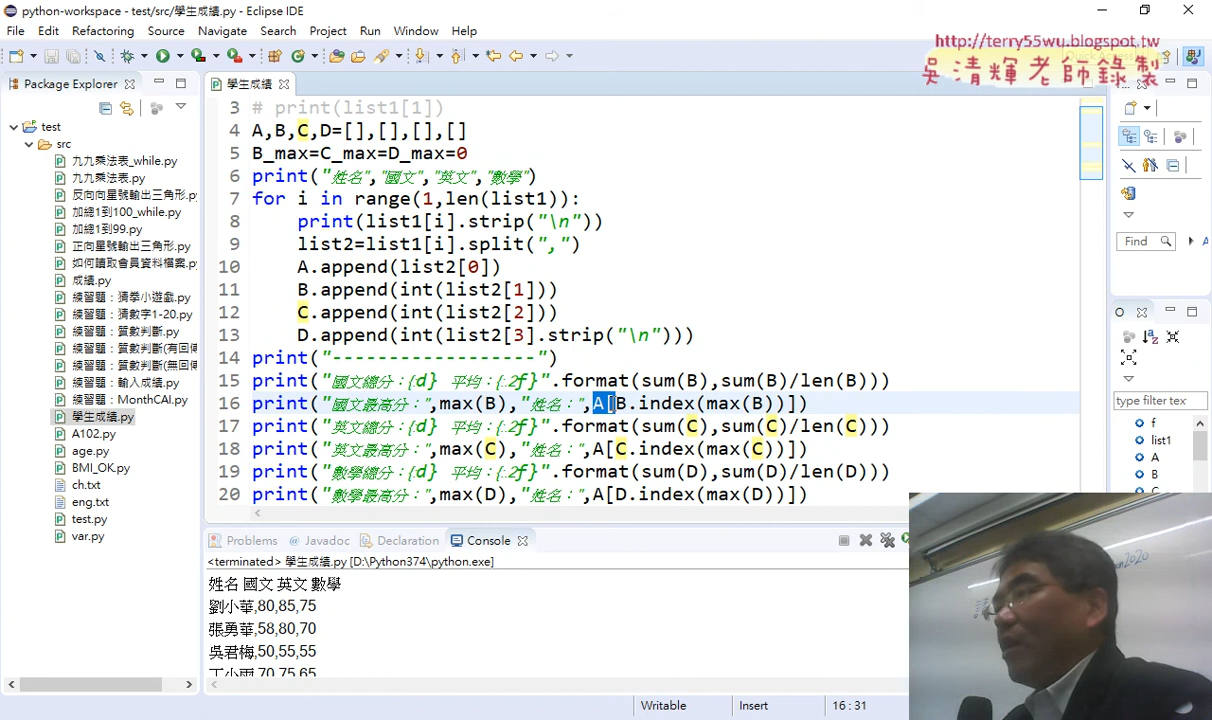 python-workspace - test/src/學生成績.py - Eclipse IDE
File Edit Refactoring Source Navigate Search Project Run Window Help
http://terry55wu.blogspot.tw
吳清輝老師錄製
Package Explorer
學生成績.py
test
src
九九乘法表_while.py
九九乘法表.py
反向向星號輸出三角形.py
加總1到100_while.py
加總1到99.py
正向星號輸出三角形.py
如何讀取會員資料檔案.py
成績.py
練習題：猜拳小遊戲.py
練習題：猜數字1-20.py
練習題：質數判斷.py
練習題：質數判斷(有回傳
練習題：質數判斷(無回傳
練習題：輸入成績.py
練習題：MonthCAI.py
學生成績.py
A102.py
age.py
BMI_OK.py
ch.txt
eng.txt
test.py
var.py
3 # print(list1[1])
4 A,B,C,D=[],[],[],[]
5 B_max=C_max=D_max=0
6 print("姓名","國文","英文","數學")
7 for i in range(1,len(list1)):
8 print(list1[i].strip("\n"))
9 list2=list1[i].split(",")
10 A.append(list2[0])
11 B.append(int(list2[1]))
12 C.append(int(list2[2]))
13 D.append(int(list2[3].strip("\n")))
14 print("------------------")
15 print("國文總分：{d} 平均：{:.2f}".format(sum(B),sum(B)/len(B)))
16 print("國文最高分：",max(B),"姓名：",A[B.index(max(B))])
17 print("英文總分：{d} 平均：{:.2f}".format(sum(C),sum(C)/len(C)))
18 print("英文最高分：",max(C),"姓名：",A[C.index(max(C))])
19 print("數學總分：{d} 平均：{:.2f}".format(sum(D),sum(D)/len(D)))
20 print("數學最高分：",max(D),"姓名：",A[D.index(max(D))])
Find
type filter tex
f
list1
A
B
C
Problems Javadoc Declaration Console
<terminated> 學生成績.py [D:\Python374\python.exe]
姓名 國文 英文 數學
劉小華,80,85,75
張勇華,58,80,70
吳君梅,50,55,55
丁小雨,70,75,65
Writable Insert 16 : 31